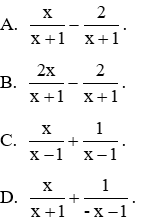 A. x/(x + 1) − 2/(x + 1) .
B. 2x/(x + 1) − 2/(x + 1) .
C. x/(x − 1) + 1/(x − 1) .
D. x/(x + 1) + 1/(- x − 1) .